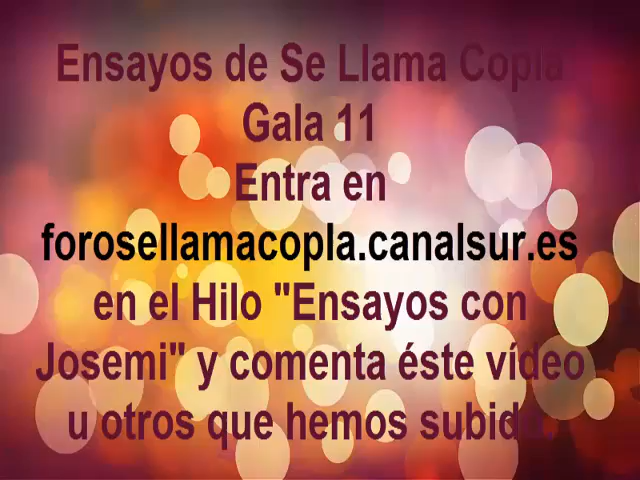 Ensayos de Se Llama Copla
Gala 11
Entra en
forosellamacopla.canalsur.es
en el Hilo "Ensayos con
Josemi" y comenta éste vídeo
u otros que hemos subido.